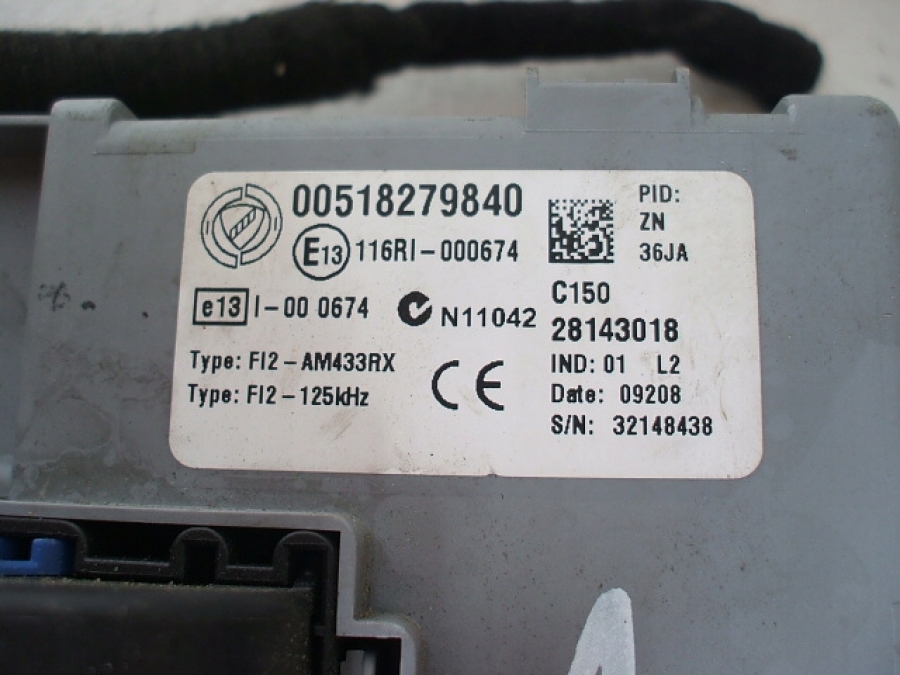 00518279840
E13 116RI-000674
e13 I-00 0674
N11042
Type: FI2-AM433RX
Type: FI2-125kHz
CE
PID:
ZN
36JA
C150
28143018
IND: 01 L2
Date: 09208
S/N: 32148438